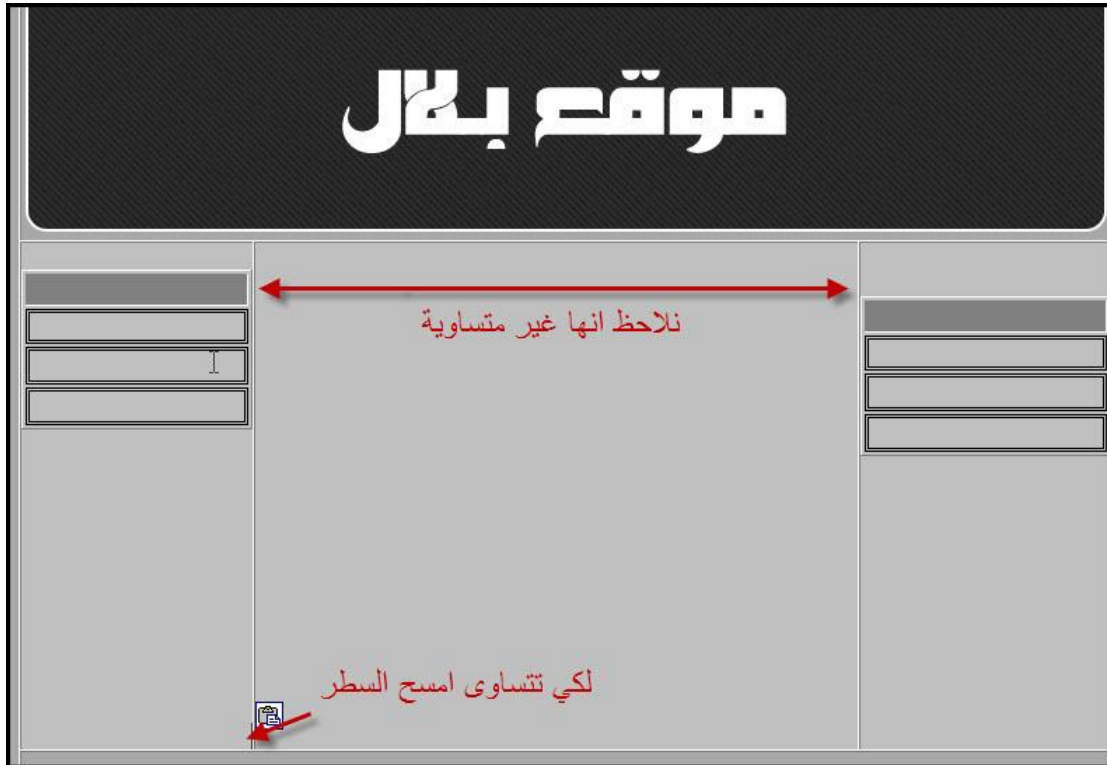 موقع بلال
نلاحظ انها غير متساوية
لكي تتساوى امسح السطر